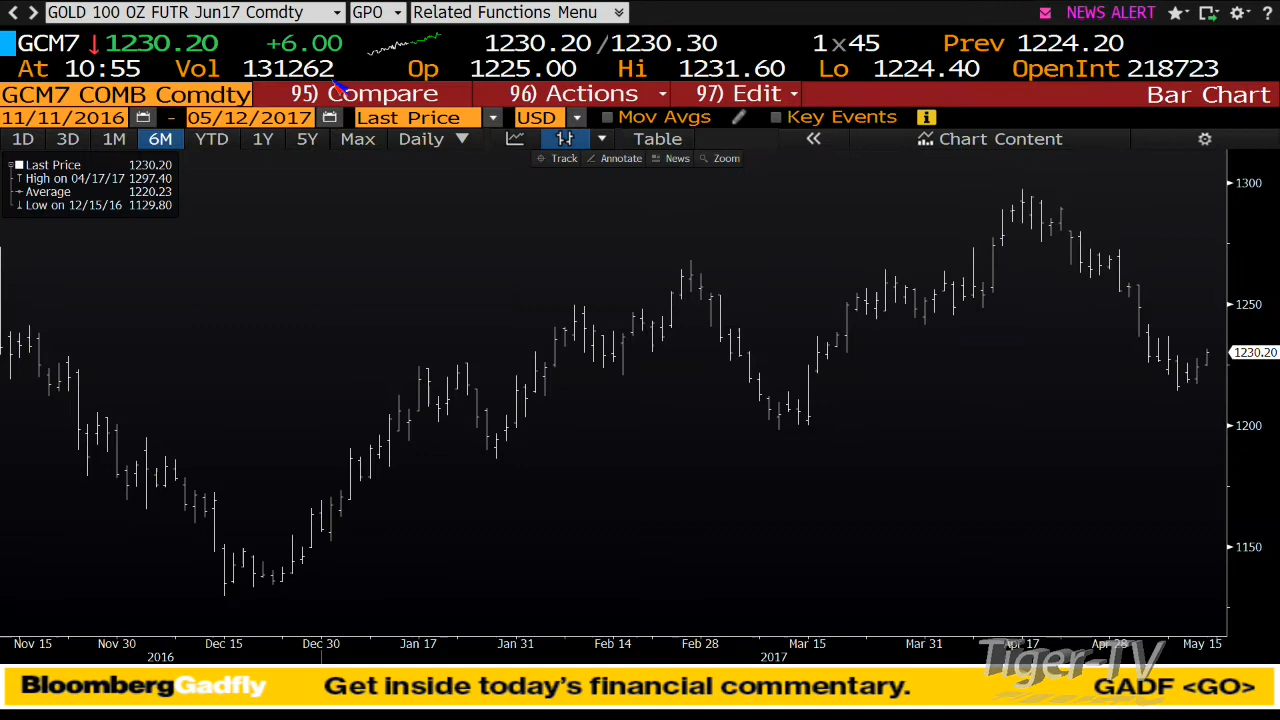 GOLD 100 OZ FUTR Jun17 Comdty GPO Related Functions Menu NEWS ALERT ?
GCM7 ↓1230.20 +6.00 1230.20/1230.30 1x45 Prev 1224.20
At 10:55 Vol 131262 Op 1225.00 Hi 1231.60 Lo 1224.40 OpenInt 218723
GCM7 COMB Comdty 95) Compare 96) Actions 97) Edit Bar Chart
11/11/2016 - 05/12/2017 Last Price USD Mov Avgs Key Events i
1D 3D 1M 6M YTD 1Y 5Y Max Daily ▼ Table « Chart Content
Track Annotate News Zoom
Last Price 1230.20
High on 04/17/17 1297.40
Average 1220.23
Low on 12/15/16 1129.80
1300
1250
1230.20
1200
1150
Nov 15 Nov 30 Dec 15 Dec 30 Jan 17 Jan 31 Feb 14 Feb 28 Mar 15 Mar 31 Apr 17 Apr 28 May 15
2016 2017
Tiger-TV
BloombergGadfly Get inside today's financial commentary. GADF <GO>